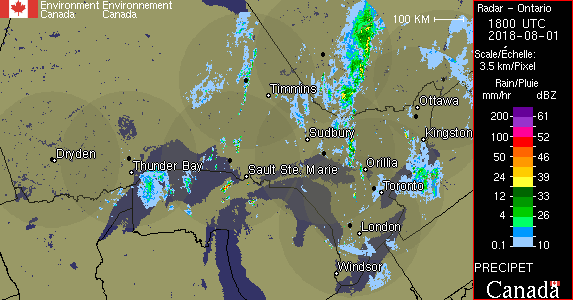 Environment Environnement
Canada Canada
100 KM
Timmins
Ottawa
Sudbury
Kingston
Dryden
Thunder Bay
Sault Ste. Marie
Orillia
Toronto
London
Windsor
Radar - Ontario
1800 UTC
2018-08-01
Scale/Échelle:
3.5 km/Pixel
Rain/Pluie
mm/hr dBZ
200 61
100 52
50 46
24 39
12 33
4 26
0.1 10
PRECIPET
Canada